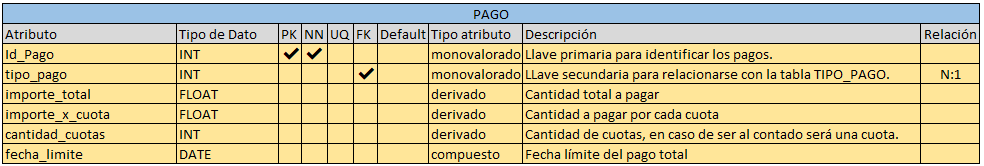 PAGO
Atributo Tipo de Dato PK NN UQ FK Default Tipo atributo Descripción Relación
Id_Pago INT ✔ ✔ monovalorado Llave primaria para identificar los pagos.
tipo_pago INT ✔ monovalorado LLave secundaria para relacionarse con la tabla TIPO_PAGO. N:1
importe_total FLOAT derivado Cantidad total a pagar
importe_x_cuota FLOAT derivado Cantidad a pagar por cada cuota
cantidad_cuotas INT derivado Cantidad de cuotas, en caso de ser al contado será una cuota.
fecha_limite DATE compuesto Fecha límite del pago total